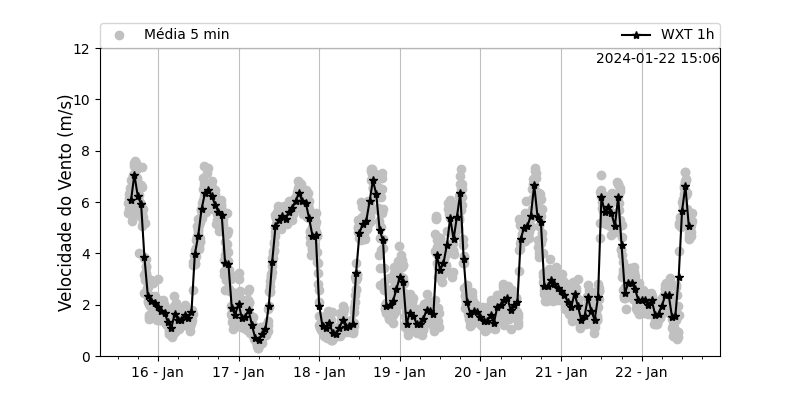 Média 5 min
WXT 1h
2024-01-22 15:06
Velocidade do Vento (m/s)
12
10
8
6
4
2
0
16 - Jan
17 - Jan
18 - Jan
19 - Jan
20 - Jan
21 - Jan
22 - Jan